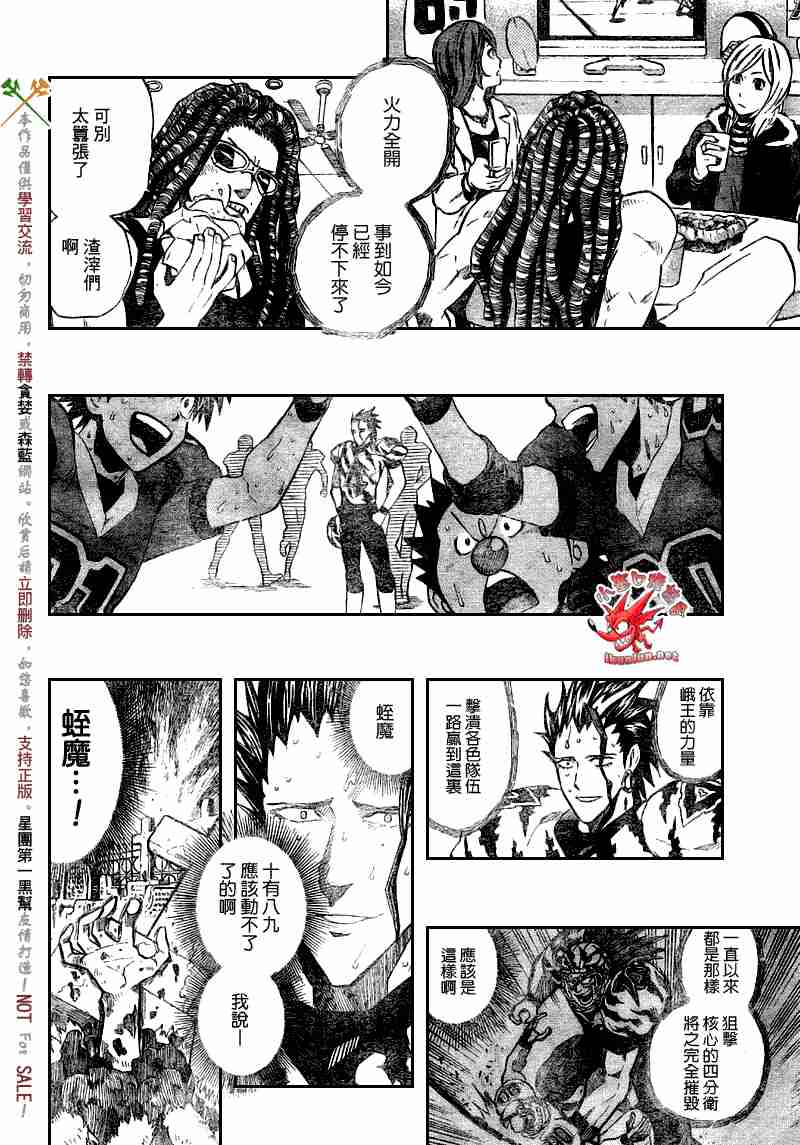 的
火力全開
事到如今
已經
停不下來了
可別
太囂張了
渣滓們
啊
依靠
峨王的力量
擊潰各色隊伍
一路贏到這裏
一直以來
都是那樣
狙擊
核心的四分衛
將之完全摧毀
應該是
這樣啊
蛭魔
十有八九
應該動不
了的啊
我說—
蛭魔…！
本作品僅供學習交流，切勿商用，禁轉貪婪或森藍網站。欣賞后請立即刪除，如您喜歡，支持正版。星團第一黑幫友情打造—NOT For SALE—